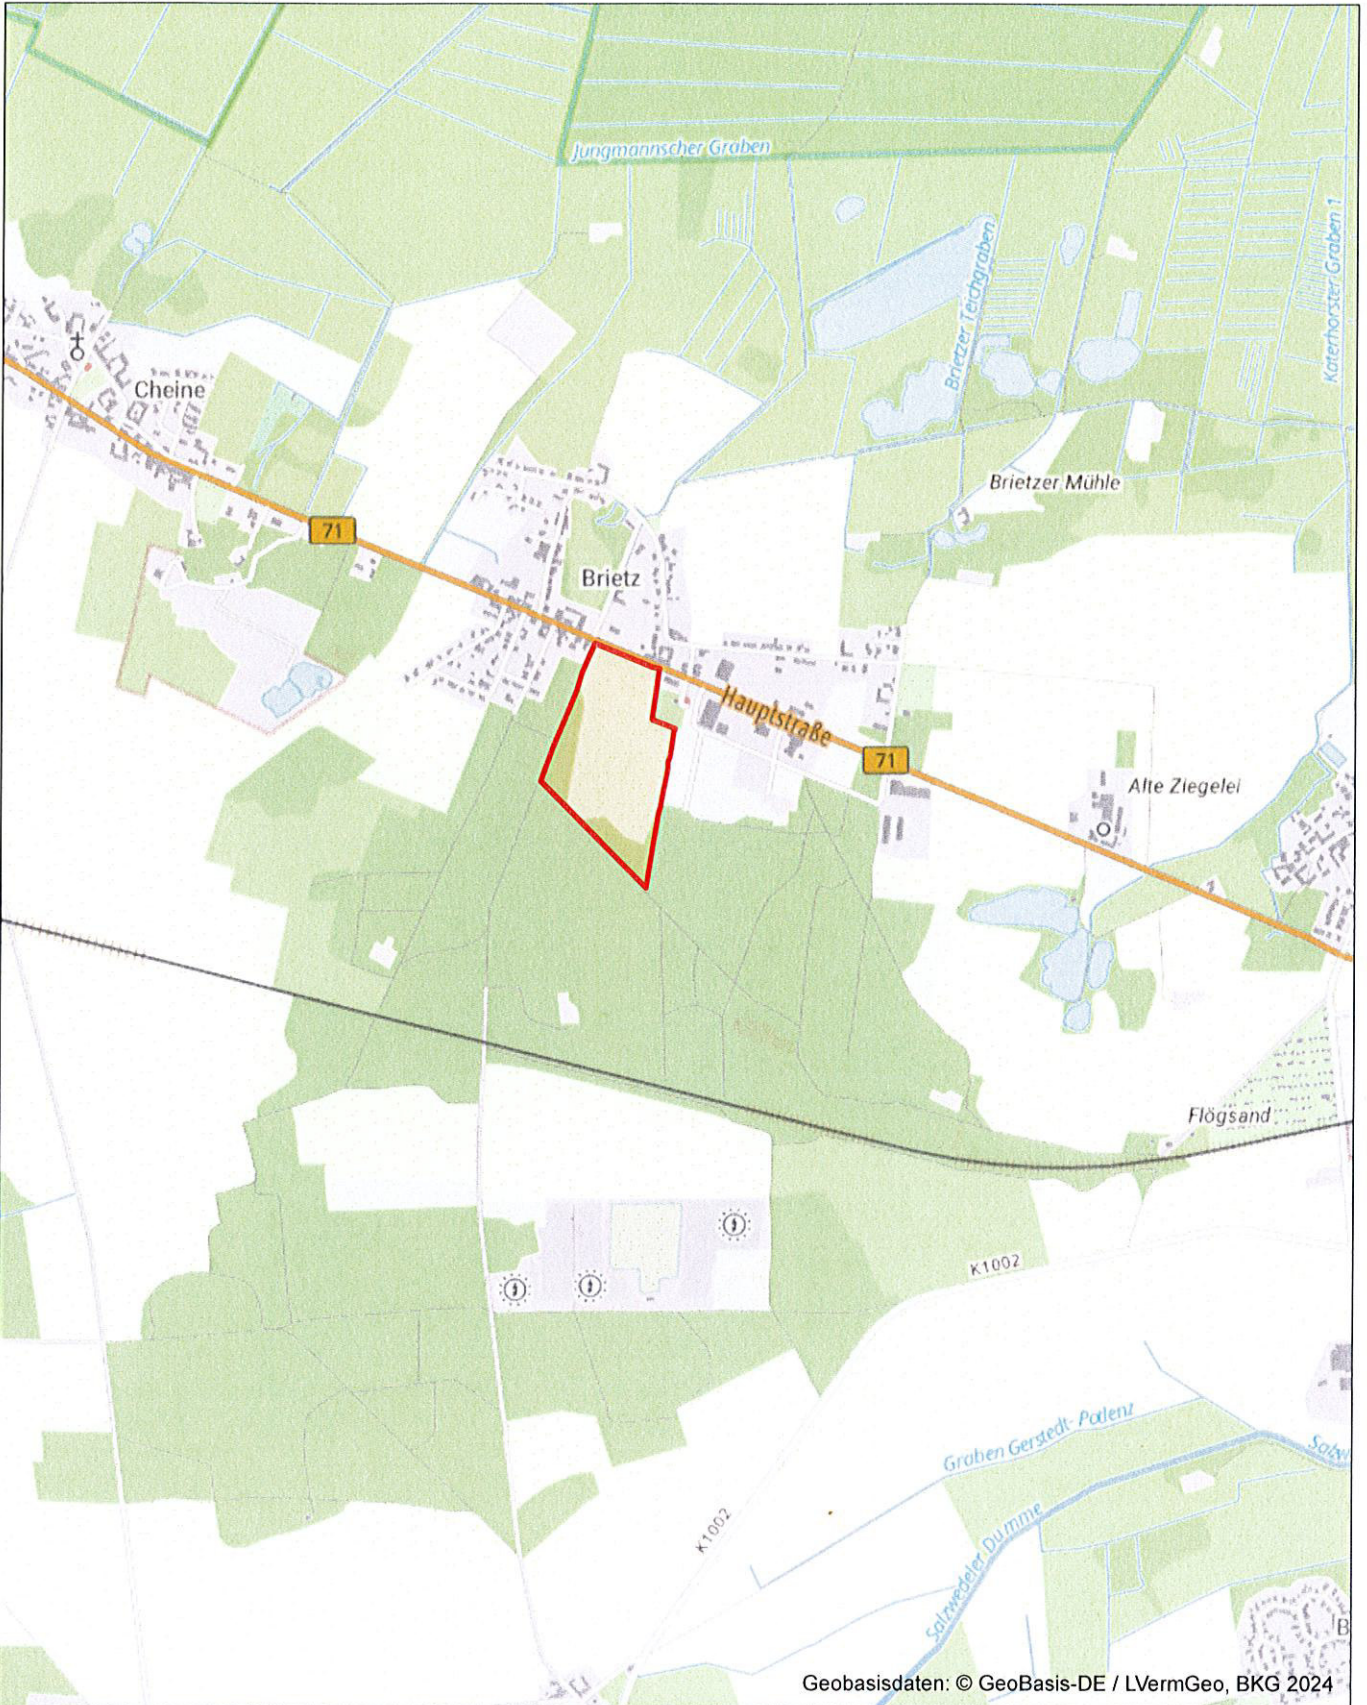 Jungmannscher Graben
Katerhorster Graben 1
Brietzer Teichgraben
Cheine
Brietzer Mühle
71
Brietz
Hauptstraße
71
Alte Ziegelei
Flögsand
K1002
Graben Gerstedt-
K1002
Salzwedeler Dumme
B
Geobasisdaten: © GeoBasis-DE / LVermGeo, BKG 2024